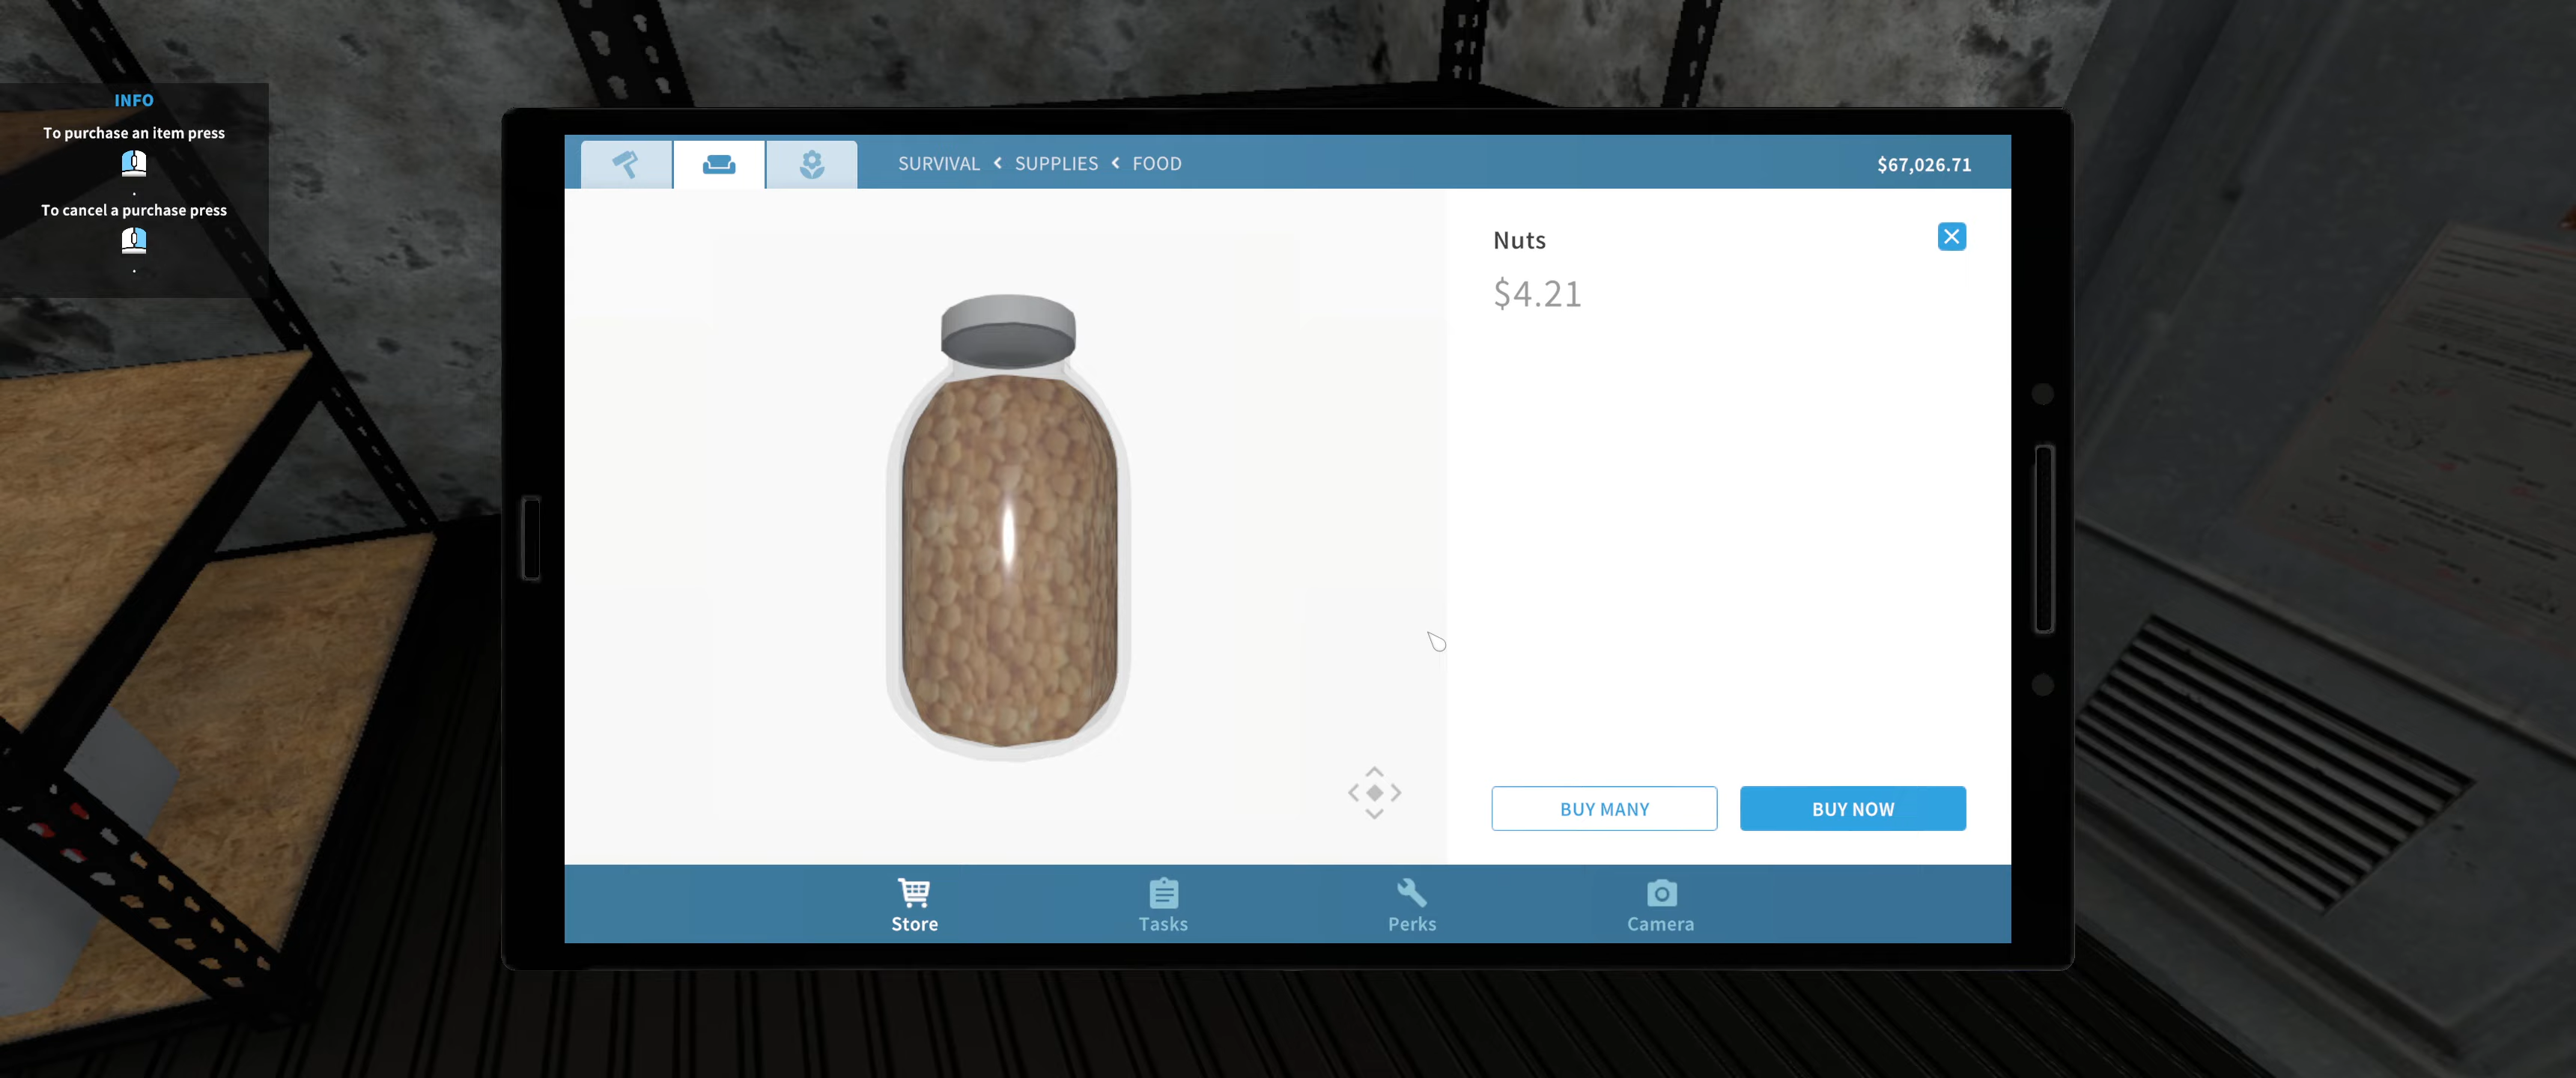 INFO
To purchase an item press
.
To cancel a purchase press
.
SURVIVAL < SUPPLIES < FOOD
$67,026.71
Nuts
$4.21
BUY MANY
BUY NOW
Store
Tasks
Perks
Camera